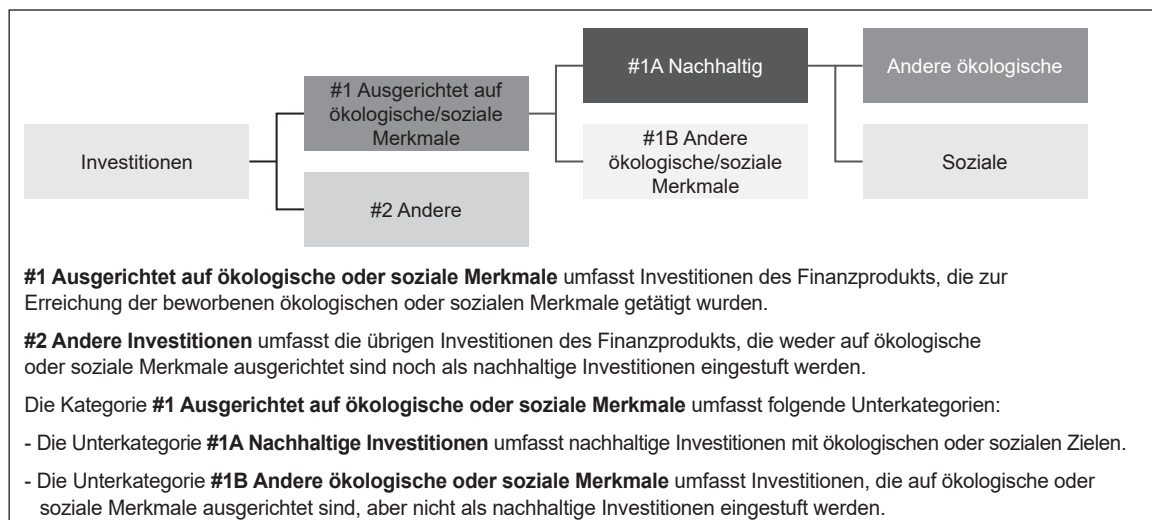 Investitionen
#1 Ausgerichtet auf
ökologische/soziale
Merkmale
#2 Andere
#1A Nachhaltig
#1B Andere
ökologische/soziale
Merkmale
Andere ökologische
Soziale
#1 Ausgerichtet auf ökologische oder soziale Merkmale umfasst Investitionen des Finanzprodukts, die zur
Erreichung der beworbenen ökologischen oder sozialen Merkmale getätigt wurden.
#2 Andere Investitionen umfasst die übrigen Investitionen des Finanzprodukts, die weder auf ökologische
oder soziale Merkmale ausgerichtet sind noch als nachhaltige Investitionen eingestuft werden.
Die Kategorie #1 Ausgerichtet auf ökologische oder soziale Merkmale umfasst folgende Unterkategorien:
- Die Unterkategorie #1A Nachhaltige Investitionen umfasst nachhaltige Investitionen mit ökologischen oder sozialen Zielen.
- Die Unterkategorie #1B Andere ökologische oder soziale Merkmale umfasst Investitionen, die auf ökologische oder
soziale Merkmale ausgerichtet sind, aber nicht als nachhaltige Investitionen eingestuft werden.